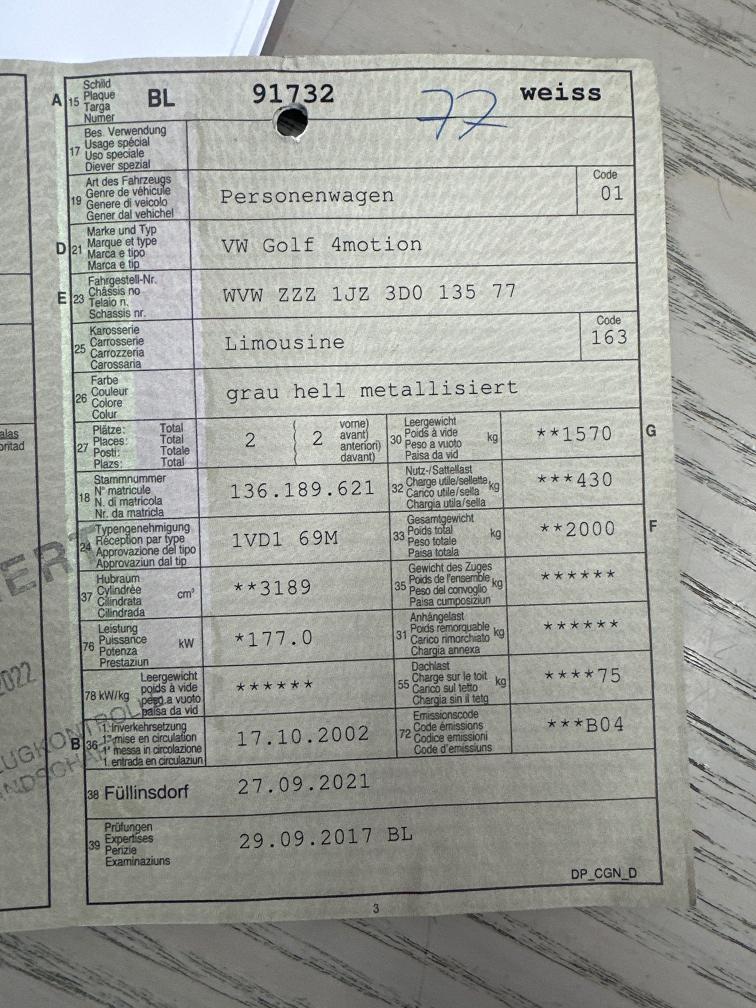 A 15 Schild BL 91732 77 weiss
Plaque
Targa
Numer
17 Bes. Verwendung
Usage spécial
Uso speciale
Diever spezial
19 Art des Fahrzeugs Personenwagen Code 01
Genre de véhicule
Genere di veicolo
Gener dal vehichel
D 21 Marke und Typ VW Golf 4motion
Marque et type
Marca e tipo
Marca e tip
E 23 Fahrgestell-Nr. WVW ZZZ 1JZ 3D0 135 77
Châssis no
Telaio n.
Schassis nr.
25 Karosserie Limousine Code 163
Carrosserie
Carrozzeria
Carossaria
26 Farbe grau hell metallisiert
Couleur
Colore
Colur
27 Plätze: Total 2 2 vorne)
Places: Total avant)
Posti: Totale anteriori)
Plazs: Total davant)
30 Leergewicht kg **1570 G
Poids à vide
Peso a vuoto
Paisa da vid
18 Stammnummer 136.189.621
N° matricule
N. di matricola
Nr. da matricla
32 Nutz-/Sattellast kg ***430
Charge utile/sellette
Carico utile/sella
Chargia utila/sella
24 Typengenehmigung 1VD1 69M
Réception par type
Approvazione del tipo
Approvaziun dal tip
33 Gesamtgewicht kg **2000 F
Poids total
Peso totale
Paisa totala
37 Hubraum cm³ **3189
Cylindrée
Cilindrata
Cilindrada
35 Gewicht des Zuges kg ******
Poids de l'ensemble
Peso del convoglio
Paisa cumposiziun
76 Leistung kW *177.0
Puissance
Potenza
Prestaziun
31 Anhängelast kg ******
Poids remorquable
Carico rimorchiato
Chargia annexa
78 kW/kg Leergewicht ******
poids à vide
peso a vuoto
paisa da vid
55 Dachlast kg ****75
Charge sur le toit
Carico sul tetto
Chargia sin il tetg
B 36 1. Inverkehrsetzung 17.10.2002
1re mise en circulation
1a messa in circolazione
1. entrada en circulaziun
72 Emissionscode ***B04
Code émissions
Codice emissioni
Code d'emissiuns
38 Füllinsdorf 27.09.2021
39 Prüfungen 29.09.2017 BL
Expertises
Perizie
Examinaziuns
DP_CGN_D
3